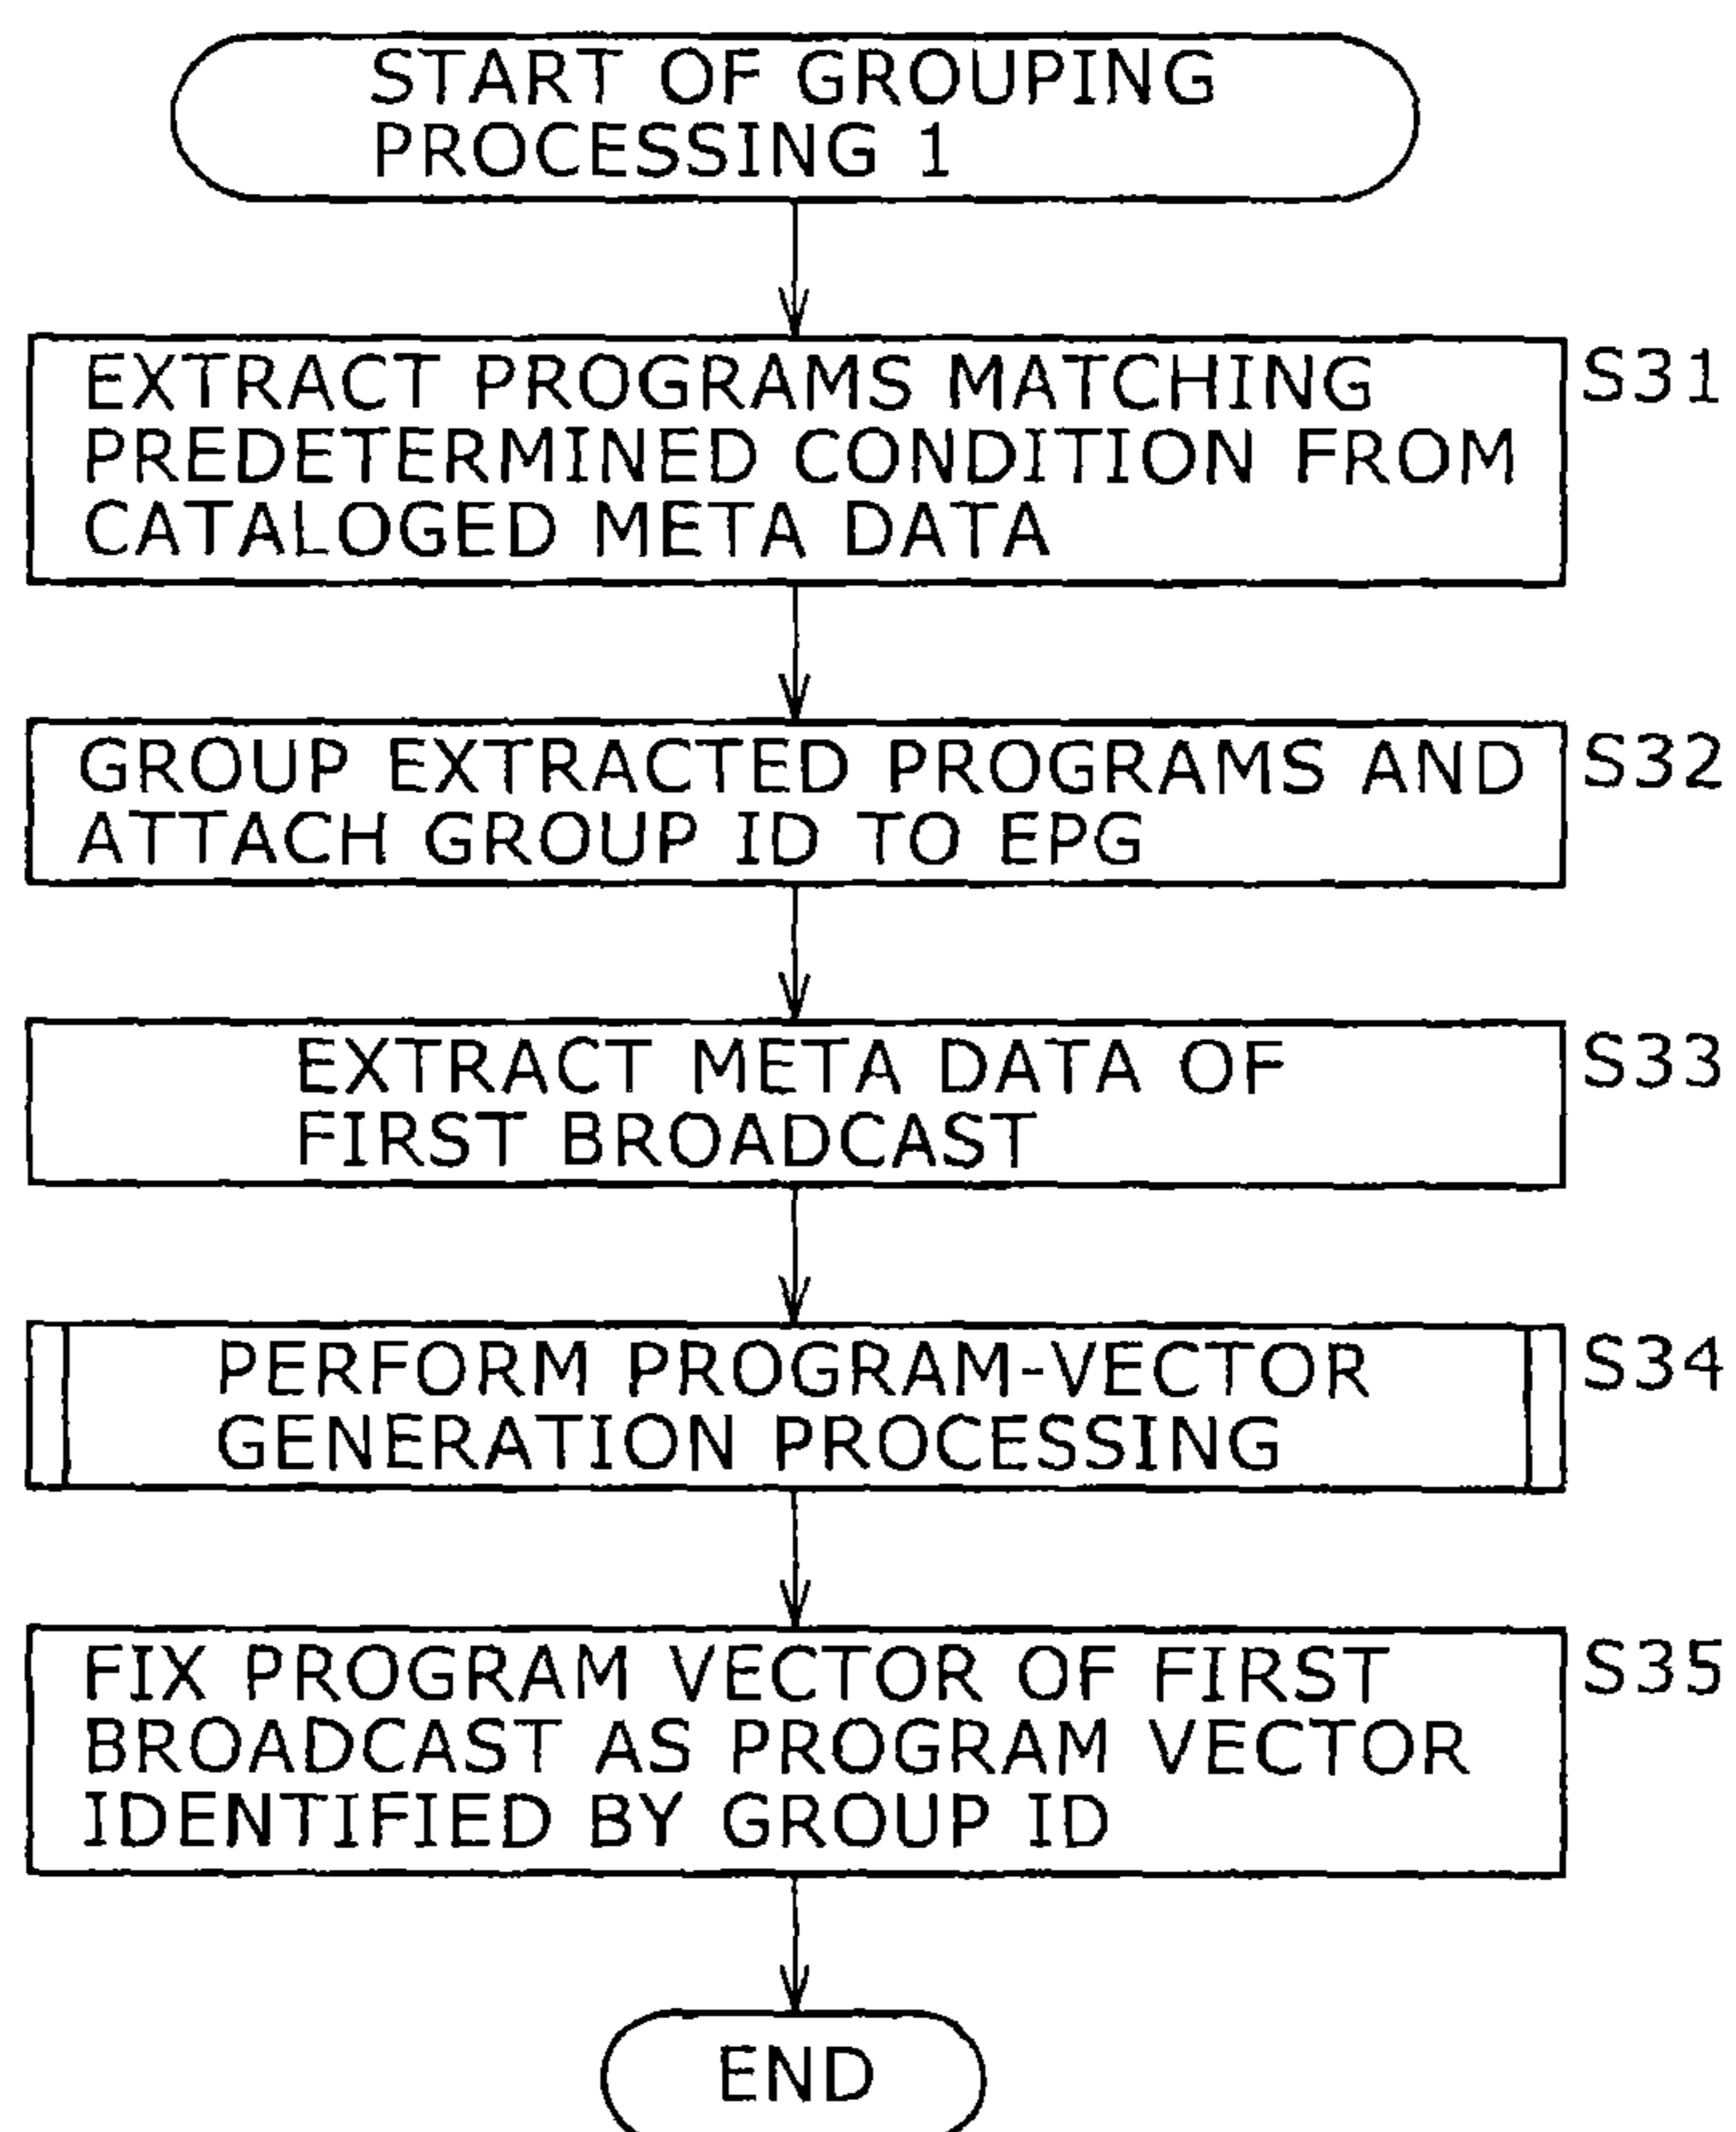 START OF GROUPING
PROCESSING 1
EXTRACT PROGRAMS MATCHING
PREDETERMINED CONDITION FROM
CATALOGED META DATA
S31
GROUP EXTRACTED PROGRAMS AND
ATTACH GROUP ID TO EPG
S32
EXTRACT META DATA OF
FIRST BROADCAST
S33
PERFORM PROGRAM-VECTOR
GENERATION PROCESSING
S34
FIX PROGRAM VECTOR OF FIRST
BROADCAST AS PROGRAM VECTOR
IDENTIFIED BY GROUP ID
S35
END